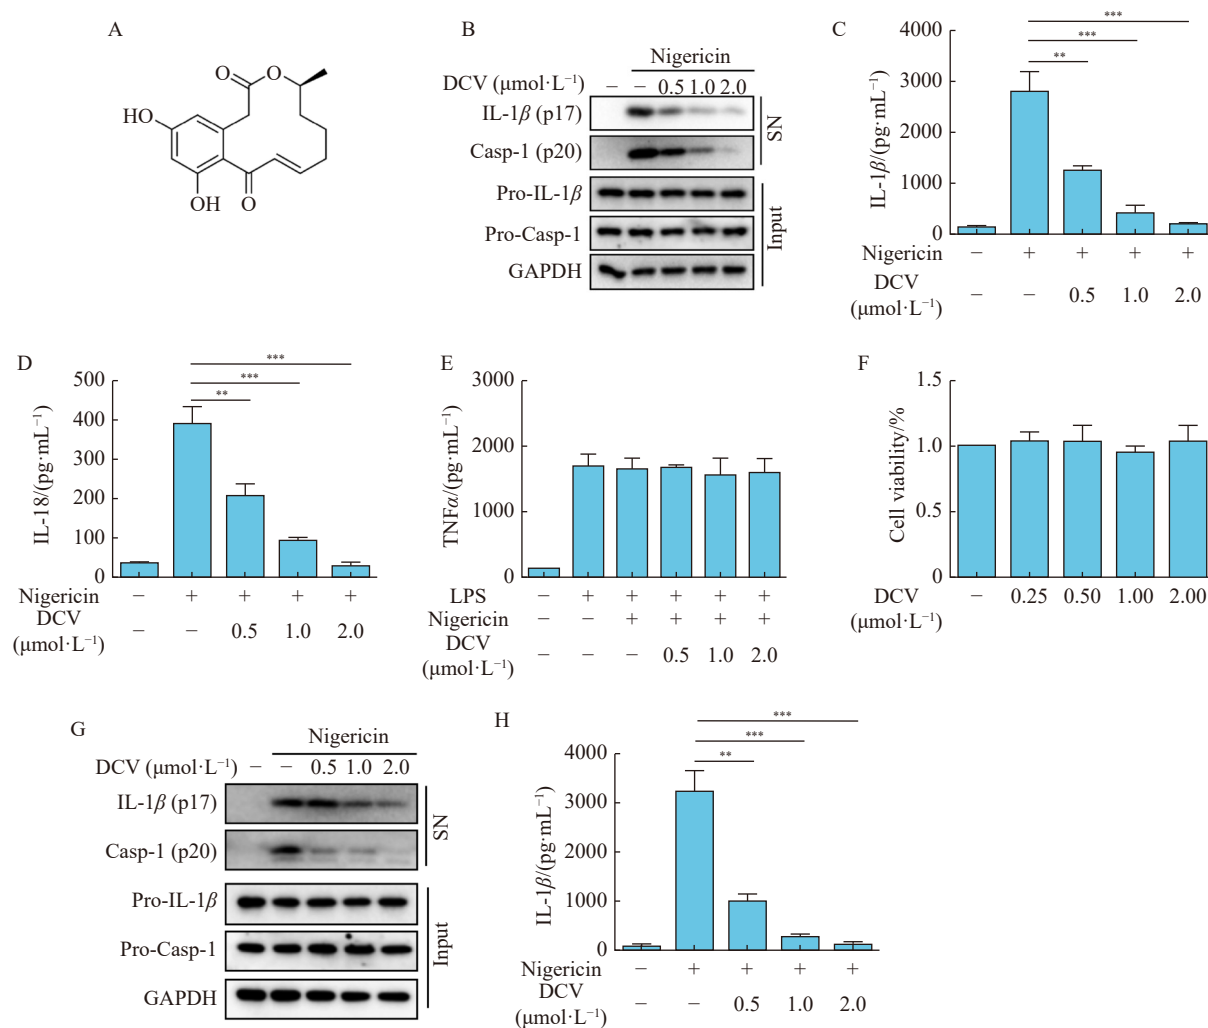 A
O
O
HO
OH
O
B
Nigericin
DCV (μmol·L⁻¹) − − 0.5 1.0 2.0
IL-1β (p17)
Casp-1 (p20)
SN
Pro-IL-1β
Pro-Casp-1
GAPDH
Input
C
***
***
**
IL-1β/(pg·mL⁻¹)
4000
3000
2000
1000
0
Nigericin − + + + +
DCV
(μmol·L⁻¹) − − 0.5 1.0 2.0
D
***
***
**
IL-18/(pg·mL⁻¹)
500
400
300
200
100
0
Nigericin − + + + +
DCV
(μmol·L⁻¹) − − 0.5 1.0 2.0
E
TNFα/(pg·mL⁻¹)
3000
2000
1000
0
LPS − + + + + +
Nigericin − − + + + +
DCV
(μmol·L⁻¹) − − − 0.5 1.0 2.0
F
Cell viability/%
1.5
1.0
0.5
0
DCV
(μmol·L⁻¹) − 0.25 0.50 1.00 2.00
G
Nigericin
DCV (μmol·L⁻¹) − − 0.5 1.0 2.0
IL-1β (p17)
Casp-1 (p20)
SN
Pro-IL-1β
Pro-Casp-1
GAPDH
Input
H
***
***
**
IL-1β/(pg·mL⁻¹)
4000
3000
2000
1000
0
Nigericin − + + + +
DCV
(μmol·L⁻¹) − − 0.5 1.0 2.0